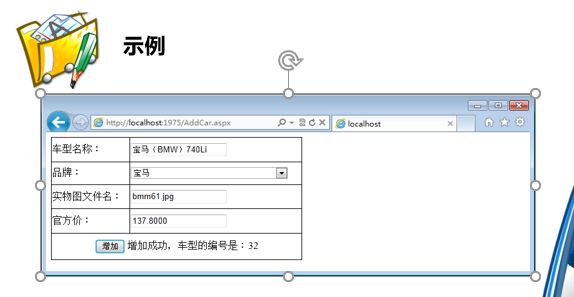 示例
http://localhost:1975/AddCar.aspx
localhost
车型名称：
宝马（BMW）740Li
品牌：
宝马
实物图文件名：
bmm61.jpg
官方价：
137.8000
增加 增加成功，车型的编号是：32